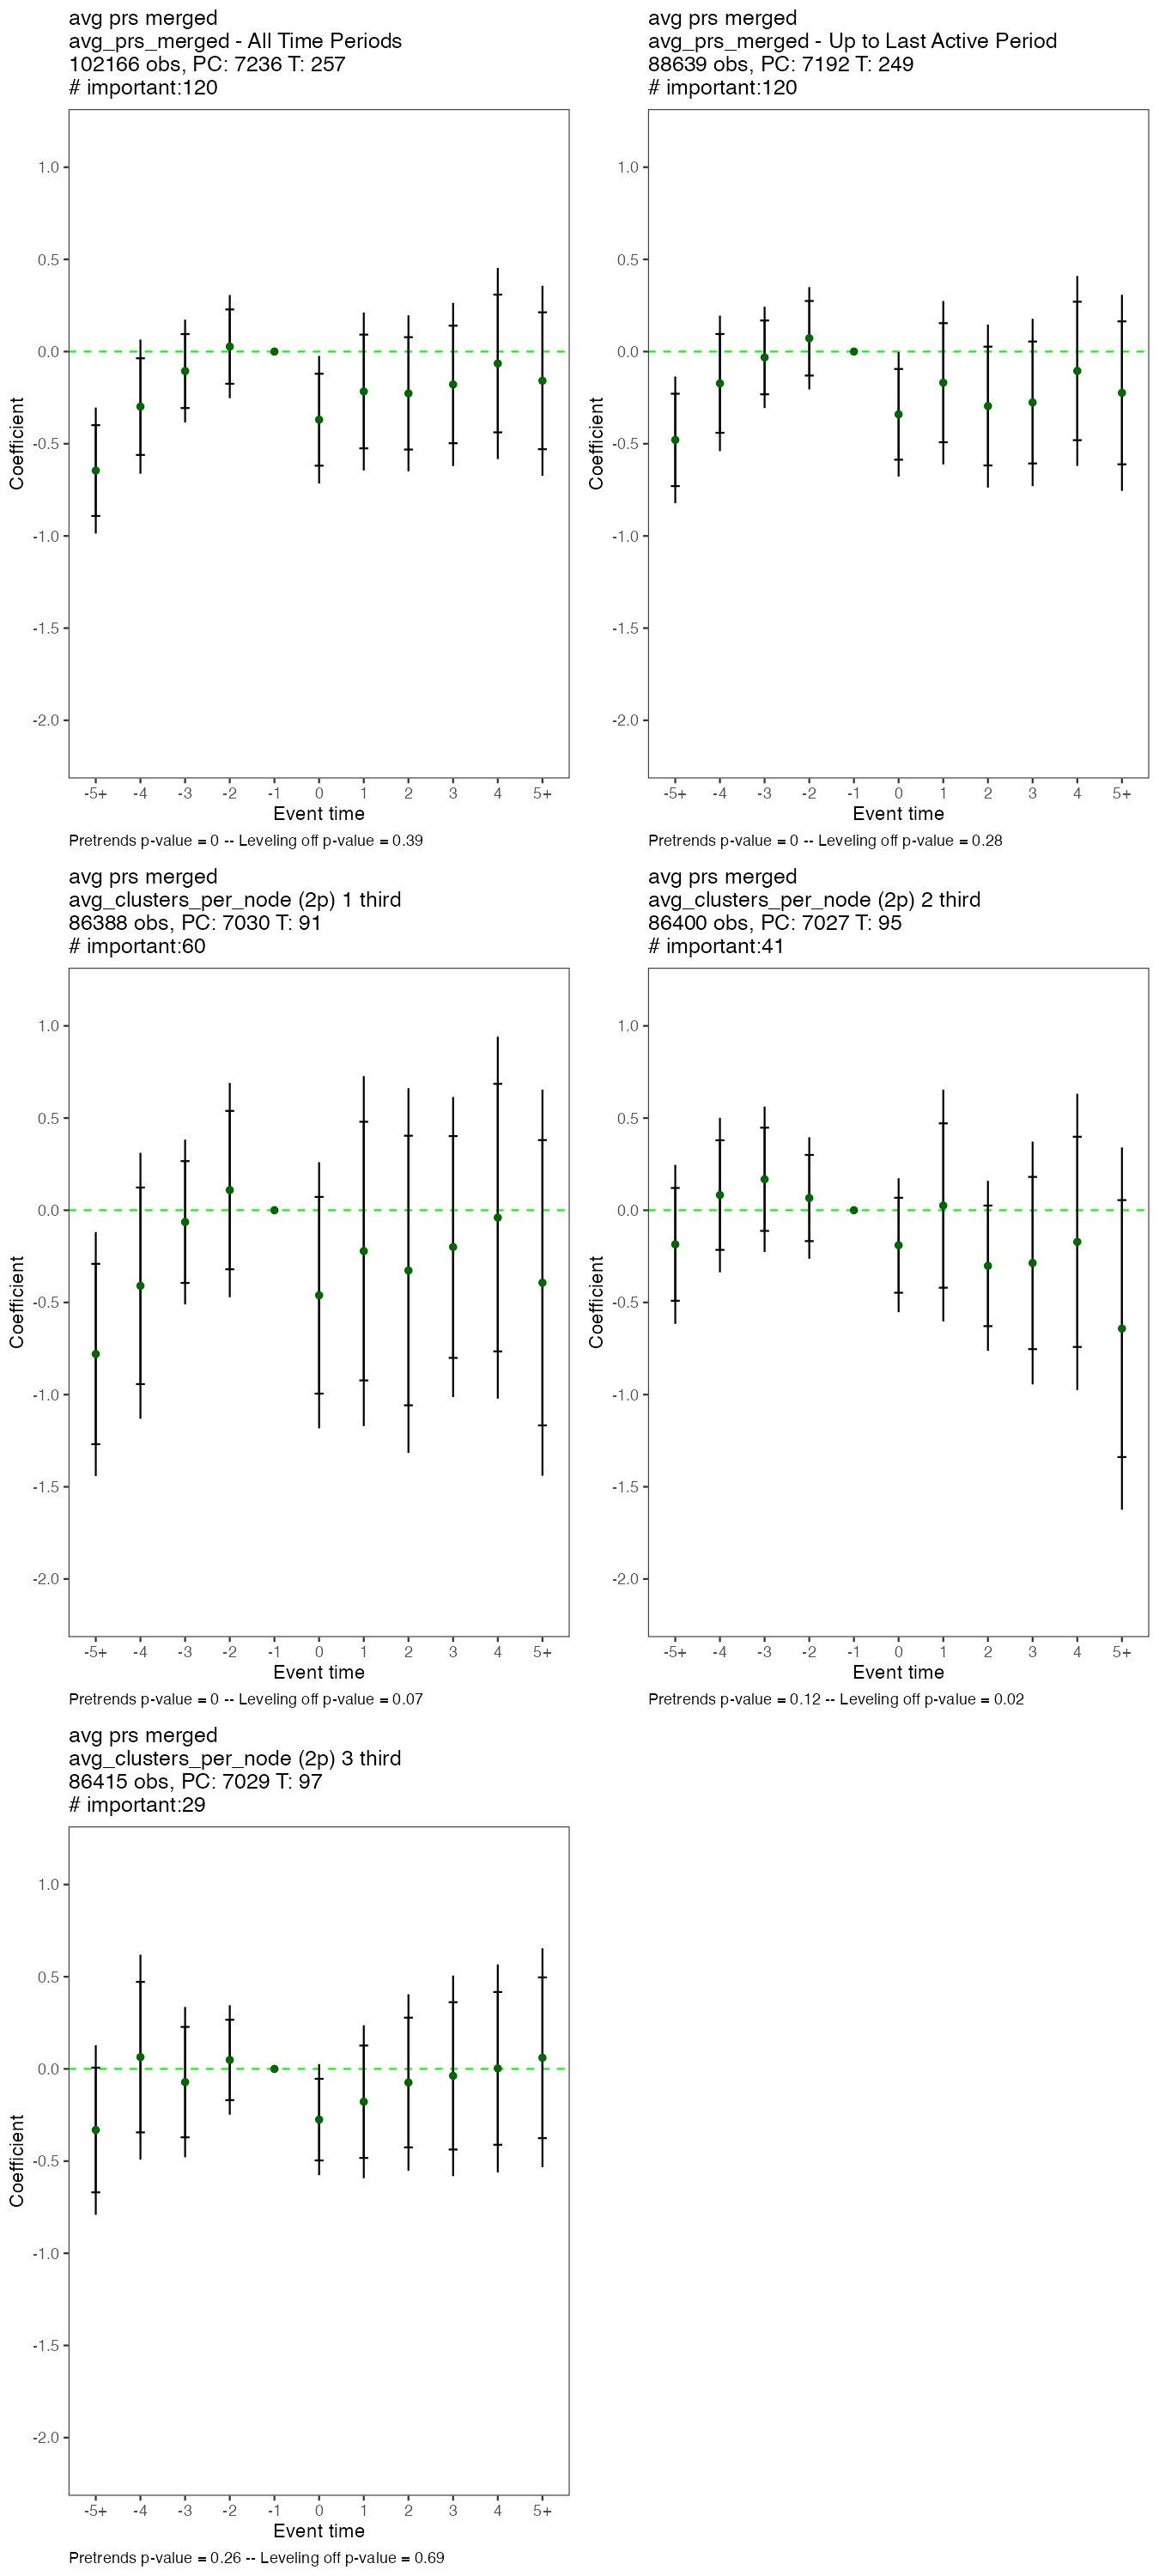 avg prs merged
avg_prs_merged - All Time Periods
102166 obs, PC: 7236 T: 257
# important:120
1.0
0.5
0.0
-0.5
-1.0
-1.5
-2.0
Coefficient
-5+ -4 -3 -2 -1 0 1 2 3 4 5+
Event time
Pretrends p-value = 0 -- Leveling off p-value = 0.39
avg prs merged
avg_prs_merged - Up to Last Active Period
88639 obs, PC: 7192 T: 249
# important:120
1.0
0.5
0.0
-0.5
-1.0
-1.5
-2.0
Coefficient
-5+ -4 -3 -2 -1 0 1 2 3 4 5+
Event time
Pretrends p-value = 0 -- Leveling off p-value = 0.28
avg prs merged
avg_clusters_per_node (2p) 1 third
86388 obs, PC: 7030 T: 91
# important:60
1.0
0.5
0.0
-0.5
-1.0
-1.5
-2.0
Coefficient
-5+ -4 -3 -2 -1 0 1 2 3 4 5+
Event time
Pretrends p-value = 0 -- Leveling off p-value = 0.07
avg prs merged
avg_clusters_per_node (2p) 2 third
86400 obs, PC: 7027 T: 95
# important:41
1.0
0.5
0.0
-0.5
-1.0
-1.5
-2.0
Coefficient
-5+ -4 -3 -2 -1 0 1 2 3 4 5+
Event time
Pretrends p-value = 0.12 -- Leveling off p-value = 0.02
avg prs merged
avg_clusters_per_node (2p) 3 third
86415 obs, PC: 7029 T: 97
# important:29
1.0
0.5
0.0
-0.5
-1.0
-1.5
-2.0
Coefficient
-5+ -4 -3 -2 -1 0 1 2 3 4 5+
Event time
Pretrends p-value = 0.26 -- Leveling off p-value = 0.69